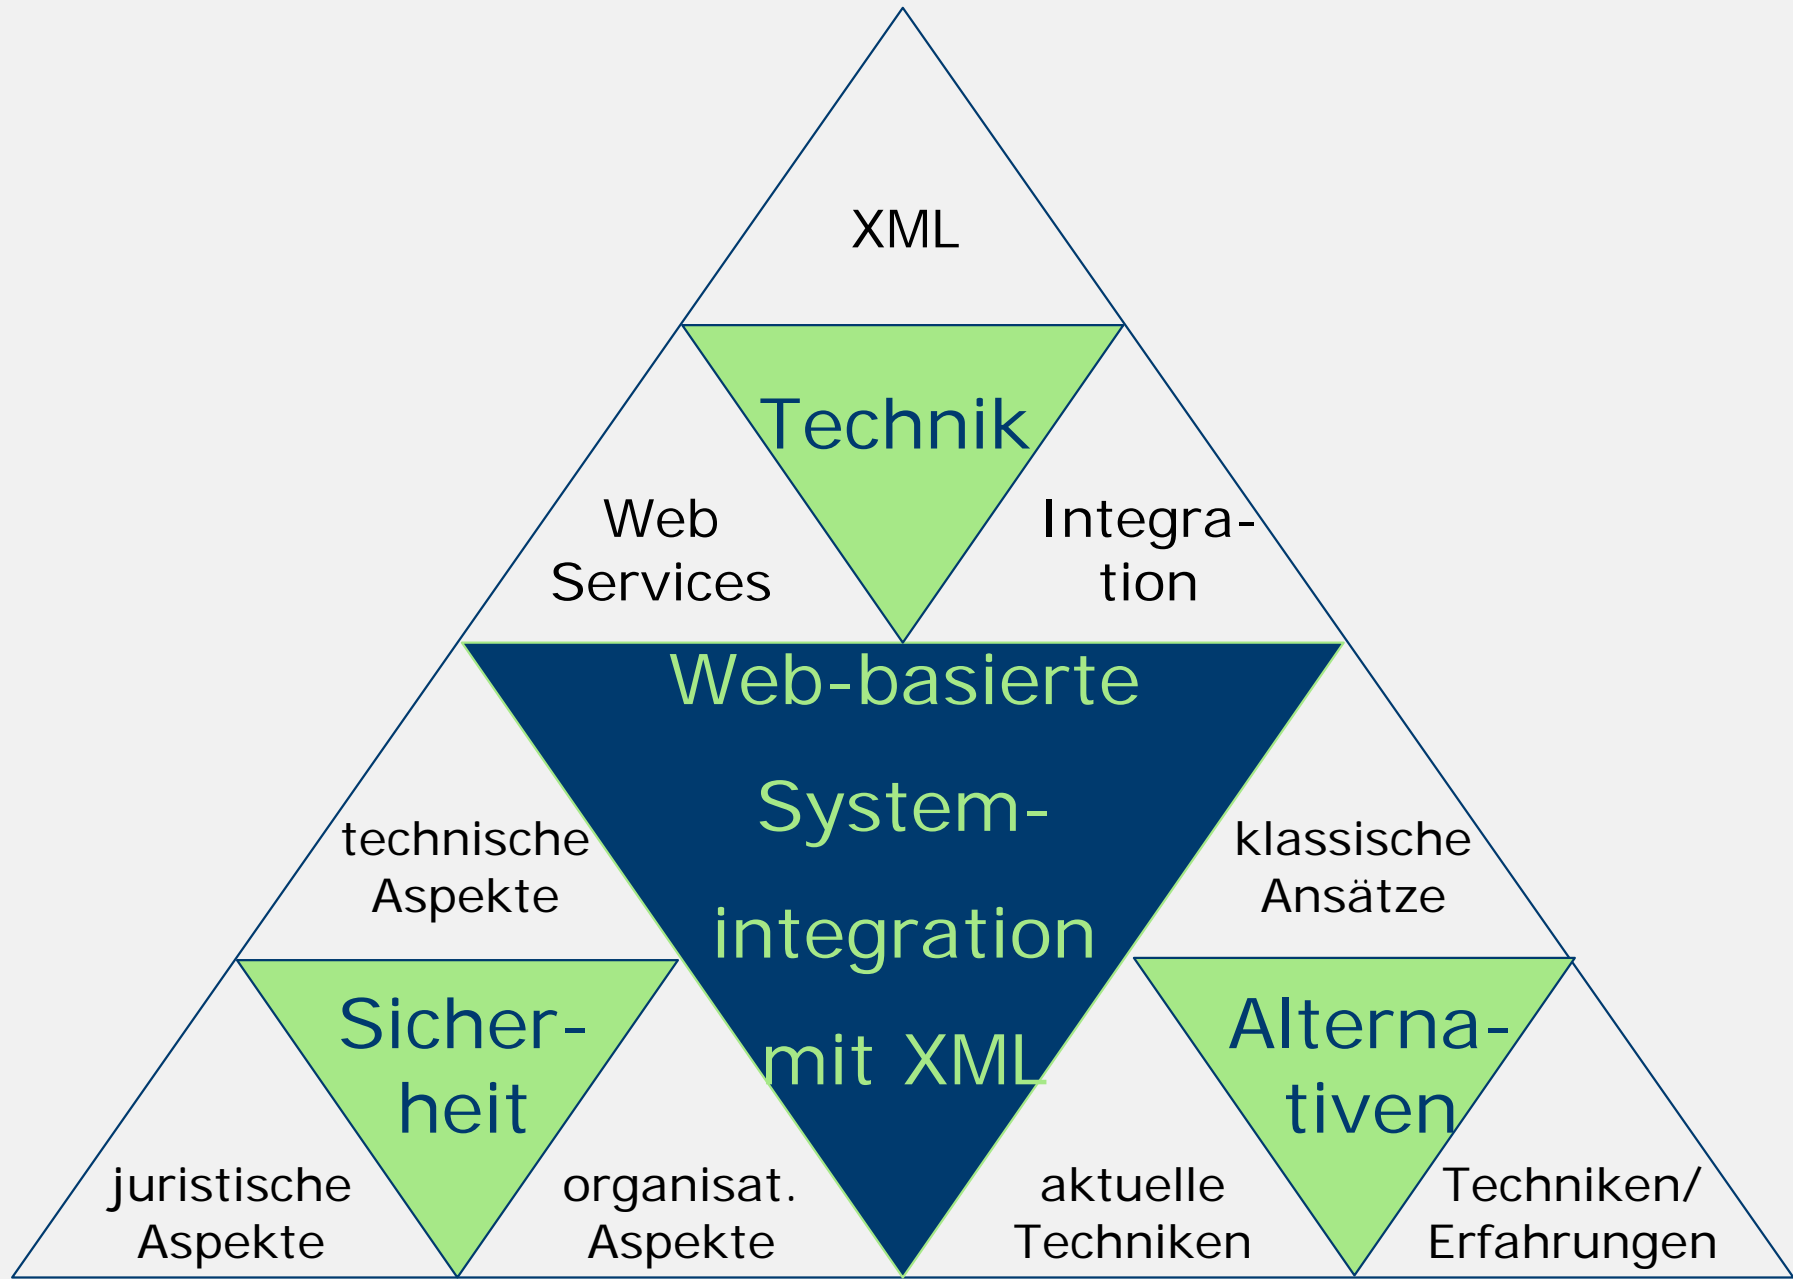 XML
Technik
Web
Services
Integra-
tion
Web-basierte
System-
integration
mit XML
technische
Aspekte
klassische
Ansätze
Sicher-
heit
Alterna-
tiven
juristische
Aspekte
organisat.
Aspekte
aktuelle
Techniken
Techniken/
Erfahrungen